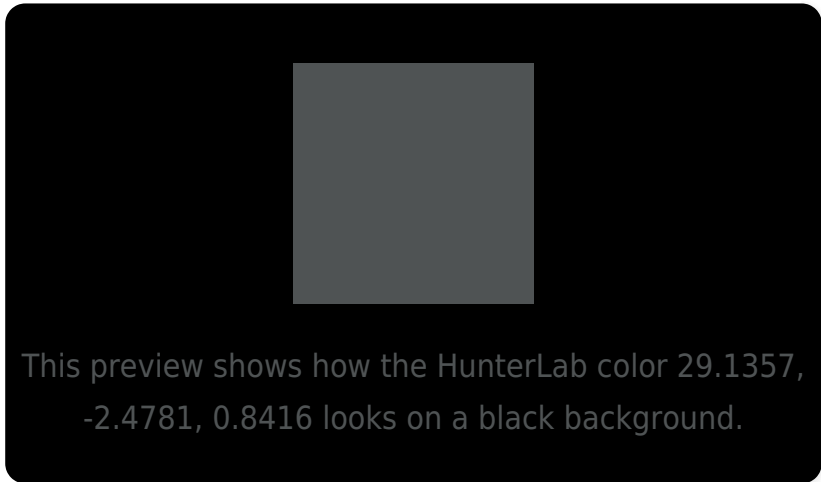 This preview shows how the HunterLab color 29.1357,
-2.4781, 0.8416 looks on a black background.